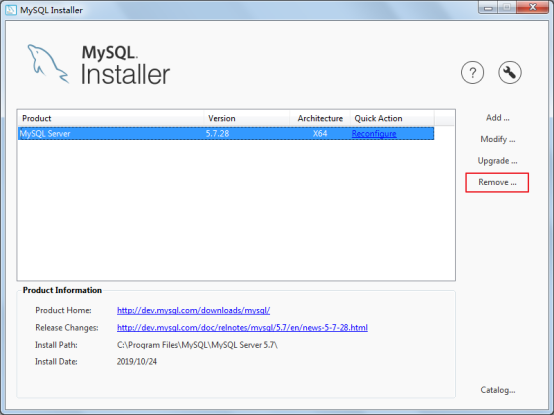 MySQL Installer
MySQL.
Installer
?
Product Version Architecture Quick Action
MySQL Server 5.7.28 X64 Reconfigure
Add ...
Modify ...
Upgrade ...
Remove ...
Product Information
Product Home: http://dev.mysql.com/downloads/mysql/
Release Changes: http://dev.mysql.com/doc/relnotes/mysql/5.7/en/news-5-7-28.html
Install Path: C:\Program Files\MySQL\MySQL Server 5.7\
Install Date: 2019/10/24
Catalog...